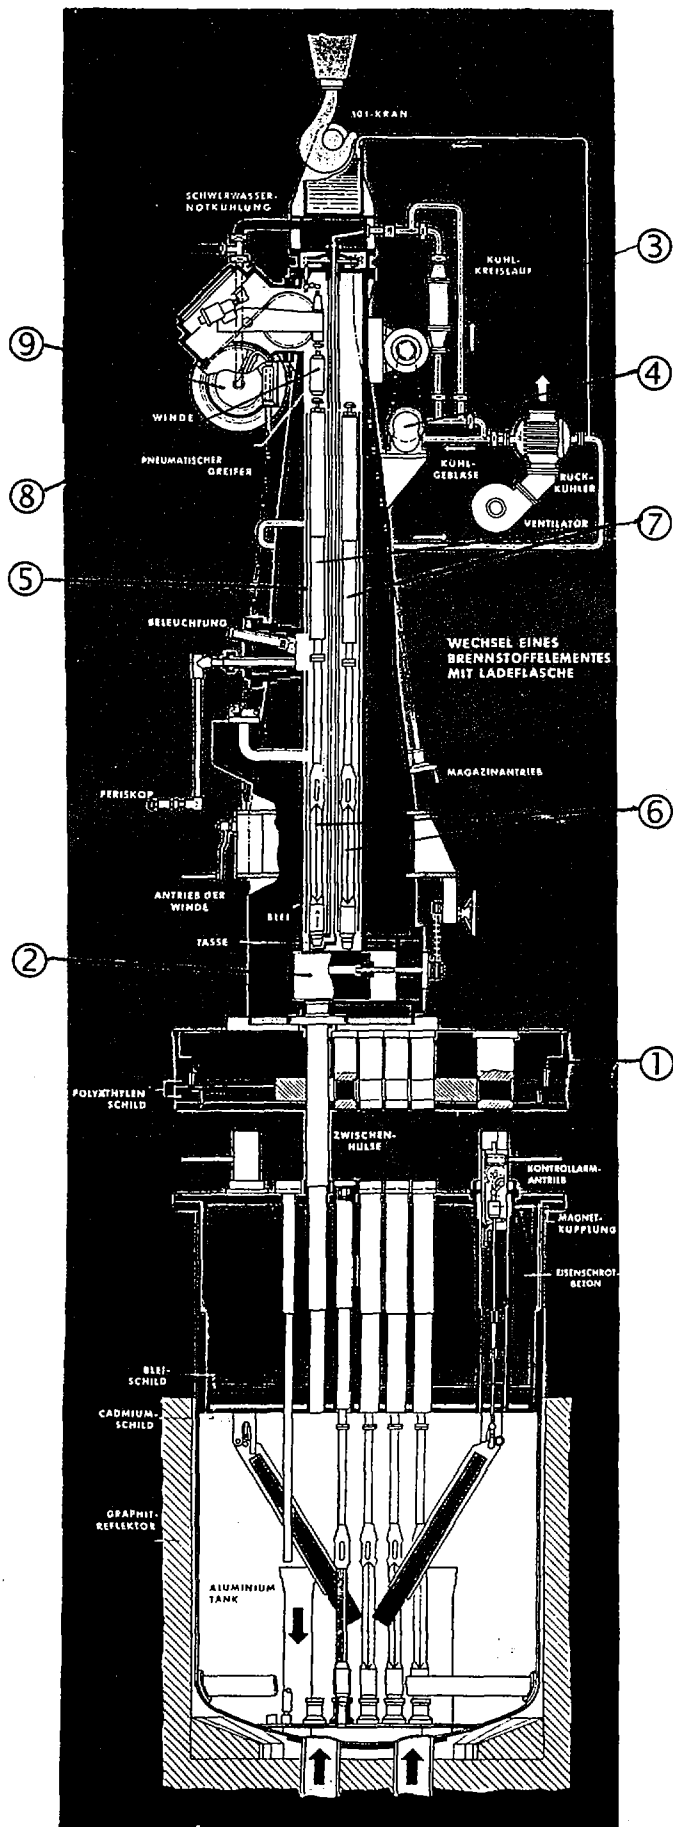 30T-KRAN
SCHWERWASSER-
NOTKÜHLUNG
KÜHL-
KREISLAUF
3
9
4
WINDE
PNEUMATISCHER
GREIFER
KÜHL-
GEBLÄSE
RÜCK-
KÜHLER
8
VENTILATOR
7
5
BELEUCHTUNG
WECHSEL EINES
BRENNSTOFFELEMENTES
MIT LADEFLASCHE
MAGAZINANTRIEB
PERISKOP
6
ANTRIEB DER
WINDE
BLEI
TASSE
2
1
POLYÄTHYLEN
SCHILD
ZWISCHEN-
HÜLSE
KONTROLLARM-
ANTRIEB
MAGNET-
KUPPLUNG
EISENSCHROT-
BETON
BLEI-
SCHILD
CADMIUM-
SCHILD
GRAPHIT-
REFLEKTOR
ALUMINIUM
TANK